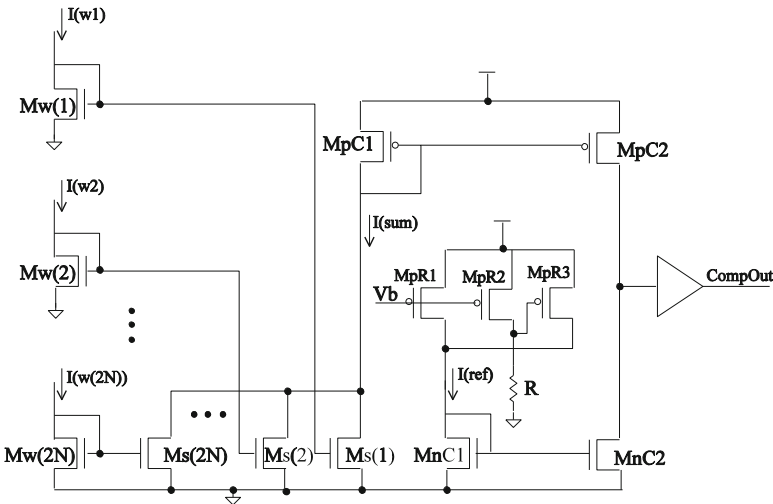 I(w1)
Mw(1)
MpC1
MpC2
I(w2)
I(sum)
Mw(2)
MpR1
MpR2
MpR3
CompOut
Vb
I(w(2N))
I(ref)
R
Mw(2N)
Ms(2N)
Ms(2)
Ms(1)
MnC1
MnC2